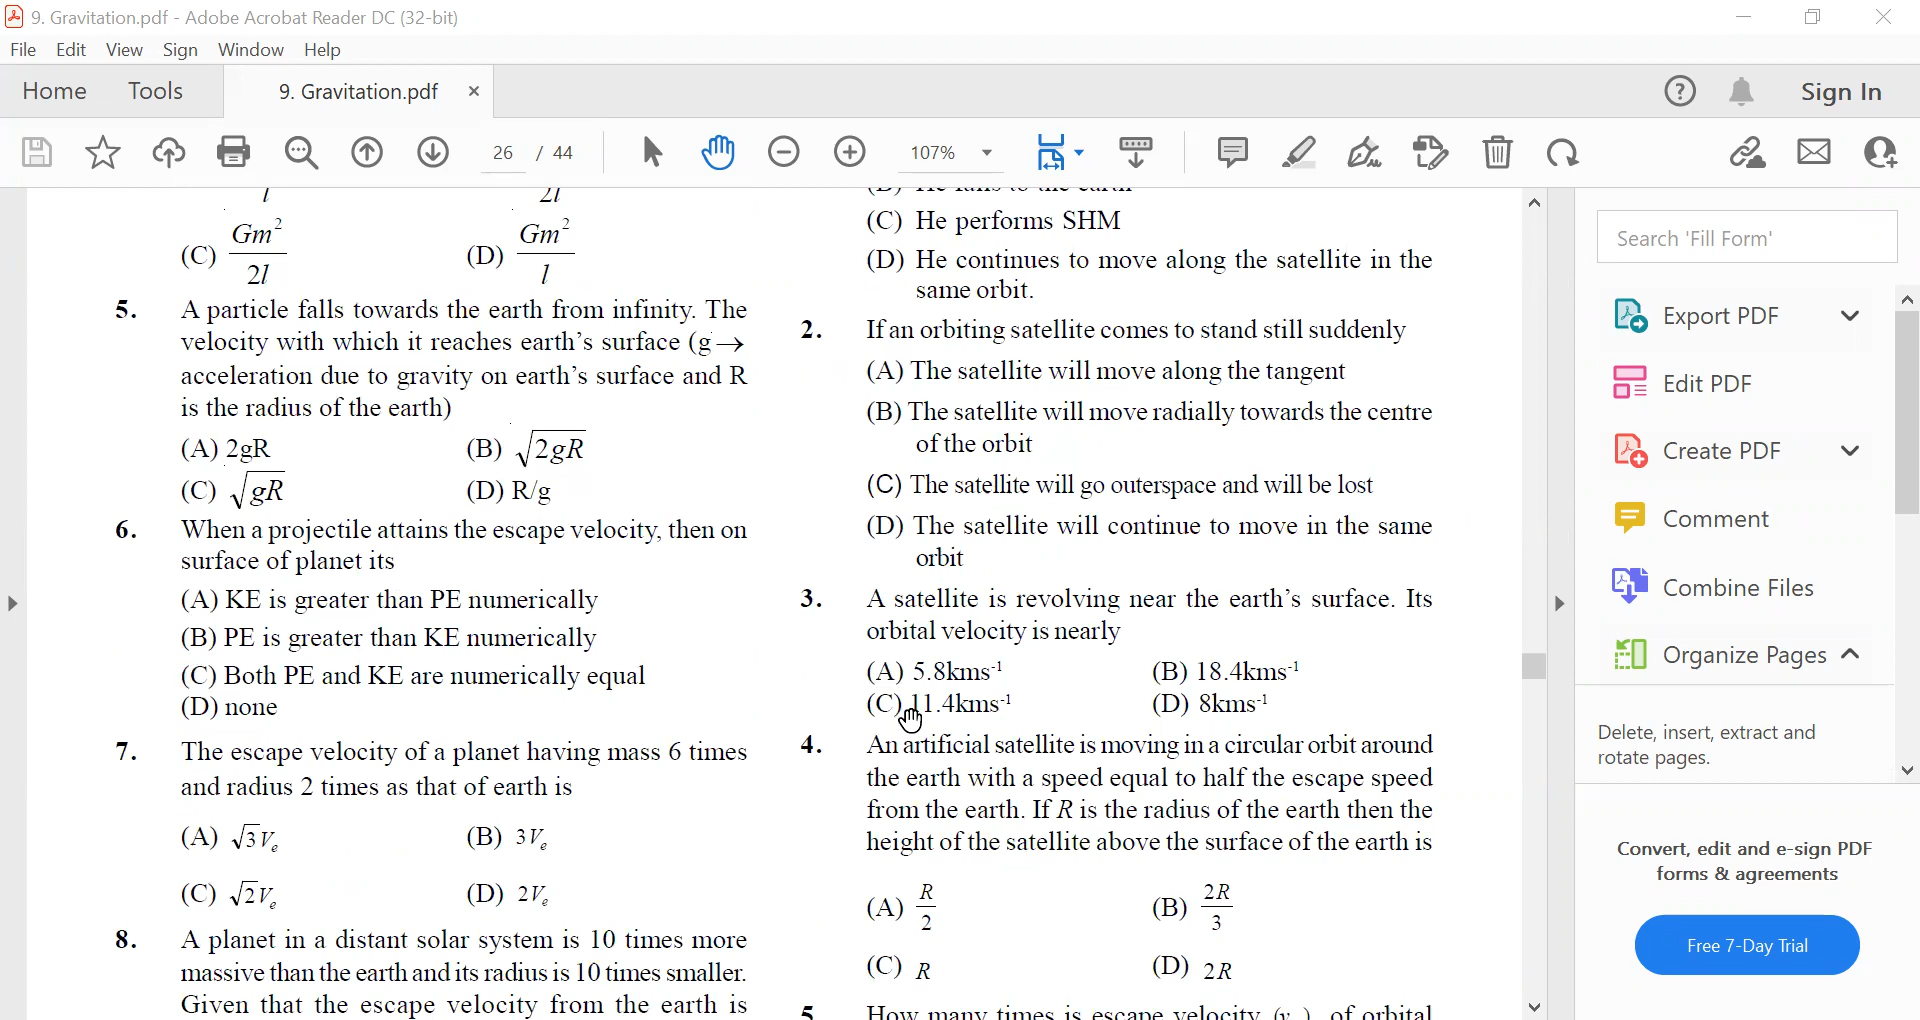 9. Gravitation.pdf - Adobe Acrobat Reader DC (32-bit)
File Edit View Sign Window Help
Home Tools 9. Gravitation.pdf × Sign In
26 / 44 107%
l 2l
(C) Gm²/2l (D) Gm²/l
5. A particle falls towards the earth from infinity. The
velocity with which it reaches earth's surface (g →
acceleration due to gravity on earth's surface and R
is the radius of the earth)
(A) 2gR (B) √2gR
(C) √gR (D) R/g
6. When a projectile attains the escape velocity, then on
surface of planet its
(A) KE is greater than PE numerically
(B) PE is greater than KE numerically
(C) Both PE and KE are numerically equal
(D) none
7. The escape velocity of a planet having mass 6 times
and radius 2 times as that of earth is
(A) √3Vₑ (B) 3Vₑ
(C) √2Vₑ (D) 2Vₑ
8. A planet in a distant solar system is 10 times more
massive than the earth and its radius is 10 times smaller.
Given that the escape velocity from the earth is
(C) He performs SHM
(D) He continues to move along the satellite in the
same orbit.
2. If an orbiting satellite comes to stand still suddenly
(A) The satellite will move along the tangent
(B) The satellite will move radially towards the centre
of the orbit
(C) The satellite will go outerspace and will be lost
(D) The satellite will continue to move in the same
orbit
3. A satellite is revolving near the earth's surface. Its
orbital velocity is nearly
(A) 5.8kms⁻¹ (B) 18.4kms⁻¹
(C) 11.4kms⁻¹ (D) 8kms⁻¹
4. An artificial satellite is moving in a circular orbit around
the earth with a speed equal to half the escape speed
from the earth. If R is the radius of the earth then the
height of the satellite above the surface of the earth is
(A) R/2 (B) 2R/3
(C) R (D) 2R
5 How many times is escape velocity (v ) of orbital
Search 'Fill Form'
Export PDF
Edit PDF
Create PDF
Comment
Combine Files
Organize Pages
Delete, insert, extract and
rotate pages.
Convert, edit and e-sign PDF
forms & agreements
Free 7-Day Trial